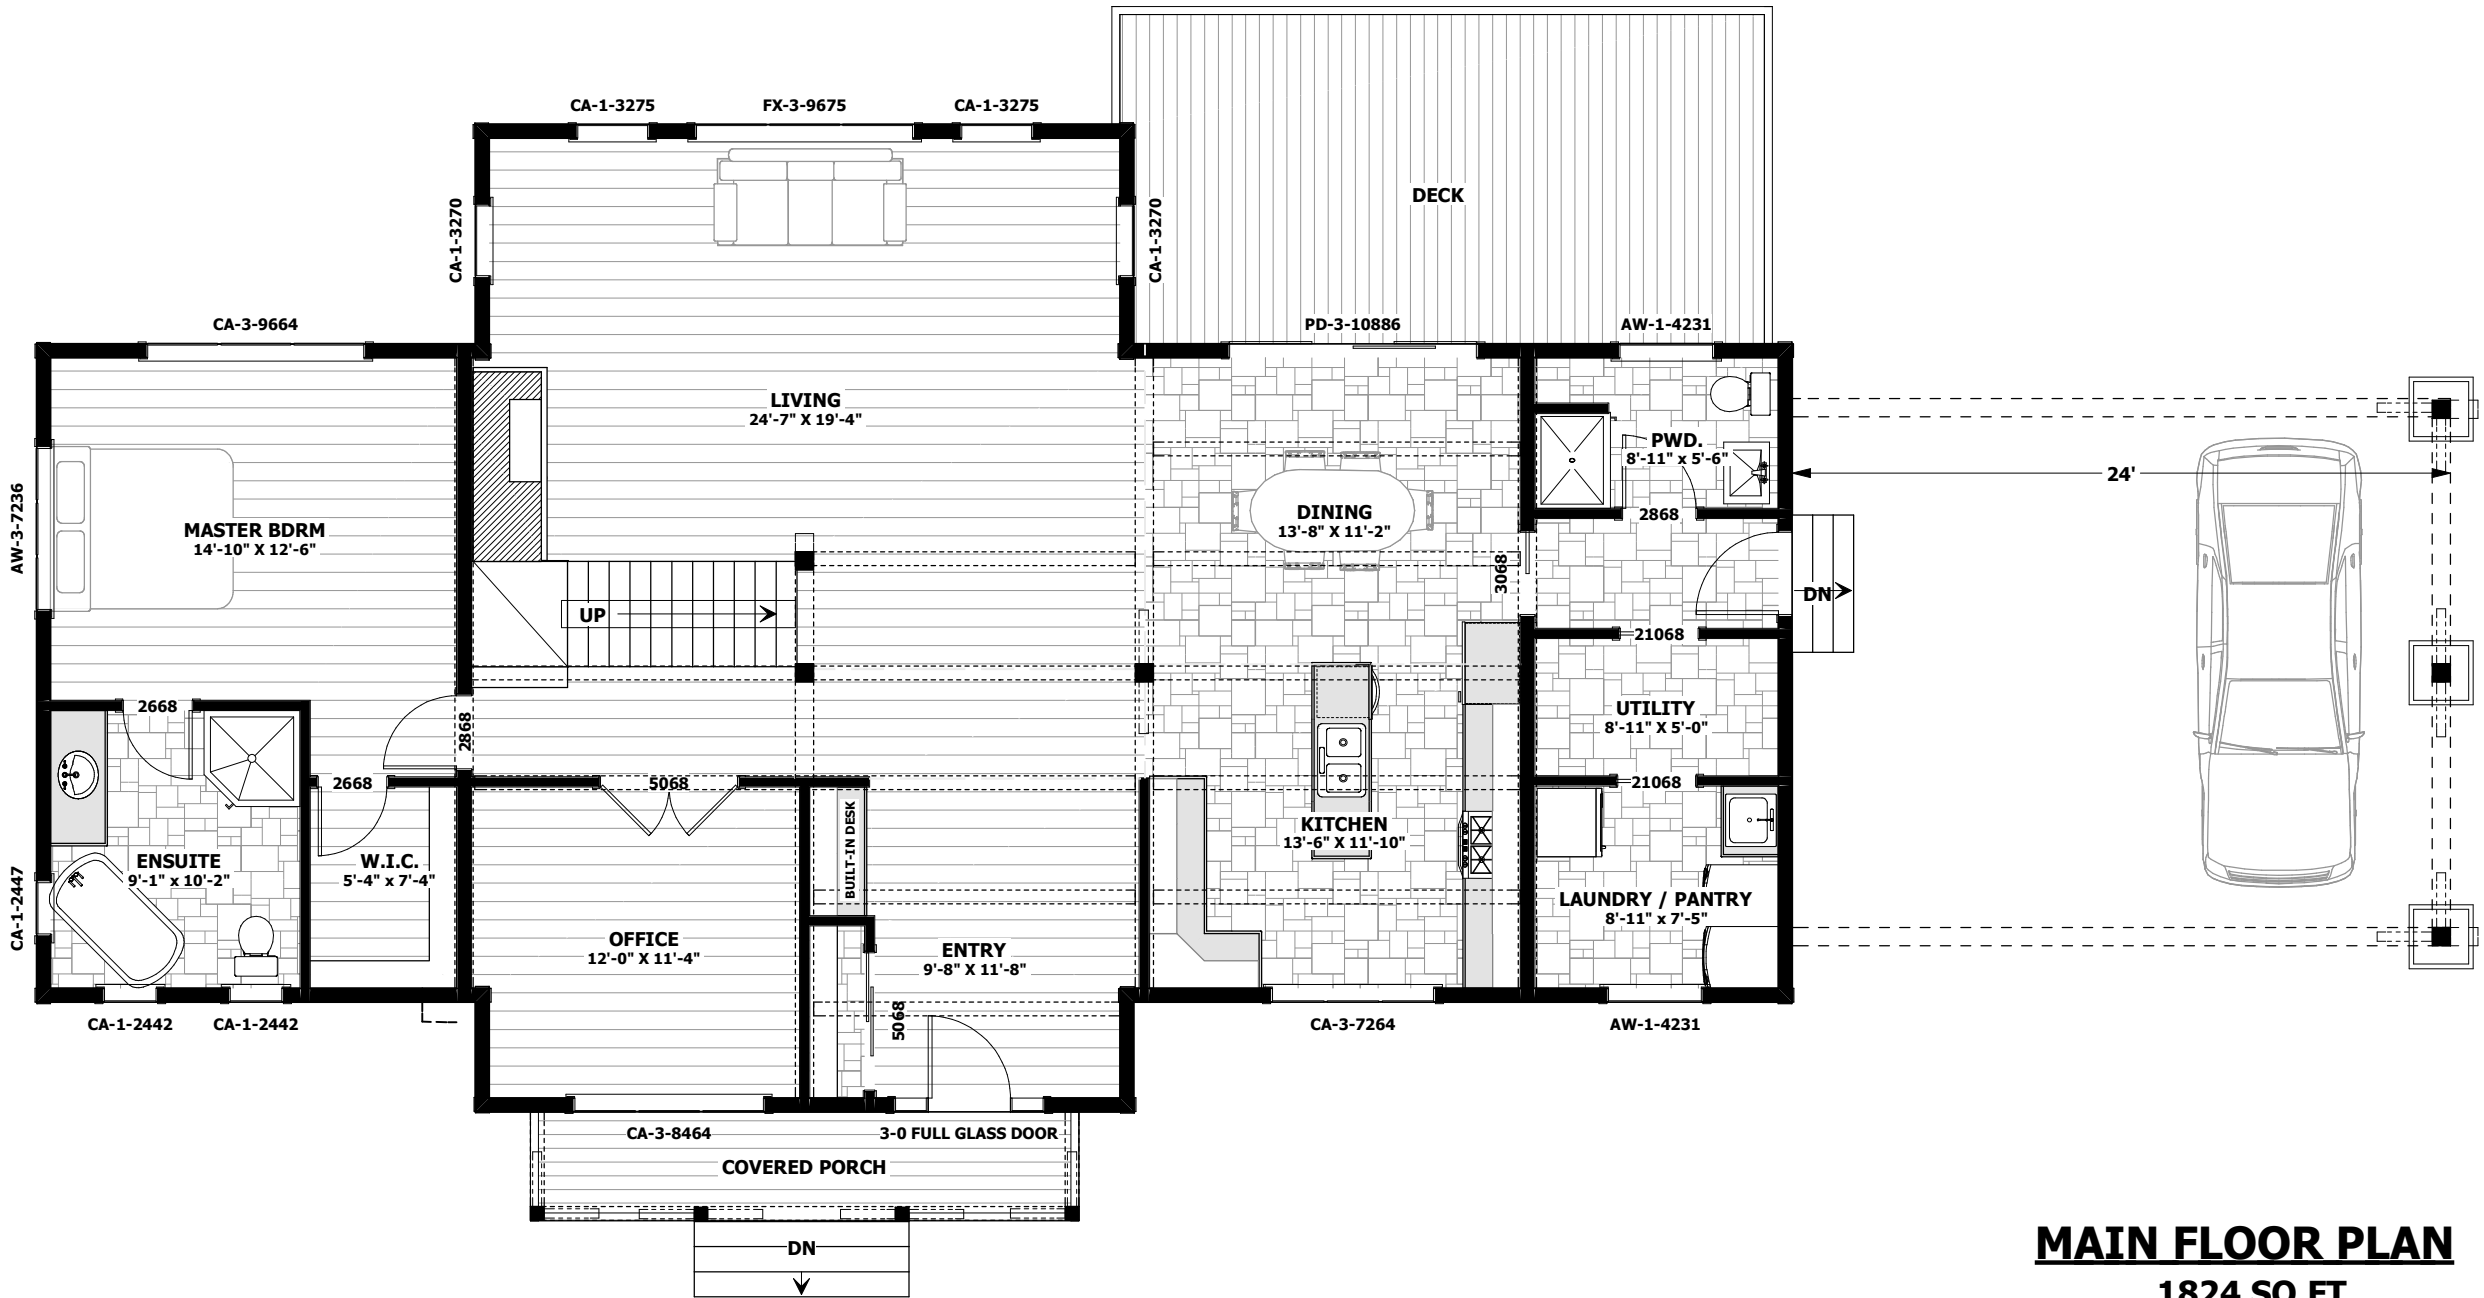 CA-1-3275
FX-3-9675
CA-1-3275
DECK
CA-1-3270
CA-1-3270
CA-3-9664
PD-3-10886
AW-1-4231
LIVING
24'-7" X 19'-4"
PWD.
8'-11" x 5'-6"
24'
AW-3-7236
MASTER BDRM
14'-10" X 12'-6"
DINING
13'-8" X 11'-2"
2868
3068
UP
DN
21068
2668
2868
UTILITY
8'-11" X 5'-0"
2668
5068
21068
BUILT-IN DESK
KITCHEN
13'-6" X 11'-10"
ENSUITE
9'-1" x 10'-2"
W.I.C.
5'-4" x 7'-4"
CA-1-2447
LAUNDRY / PANTRY
8'-11" x 7'-5"
OFFICE
12'-0" X 11'-4"
ENTRY
9'-8" X 11'-8"
5068
CA-1-2442
CA-1-2442
CA-3-7264
AW-1-4231
CA-3-8464
3-0 FULL GLASS DOOR
COVERED PORCH
DN
MAIN FLOOR PLAN
1824 SQ FT